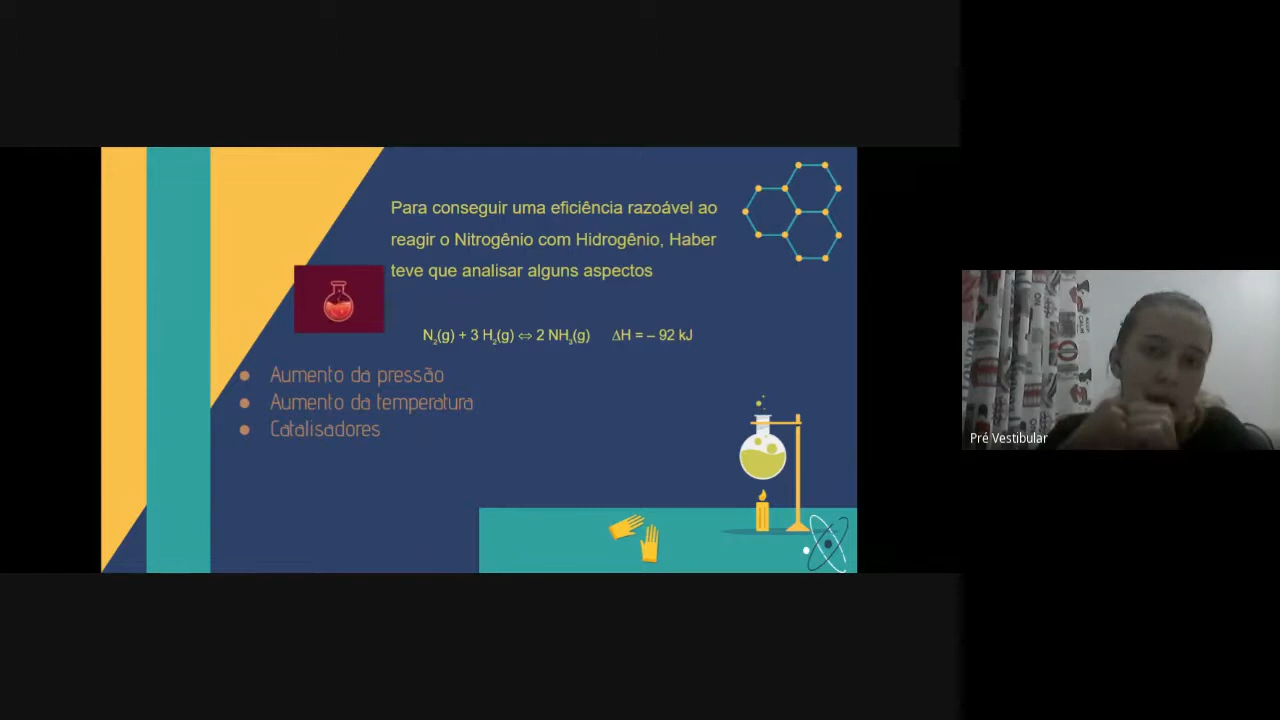 Para conseguir uma eficiência razoável ao
reagir o Nitrogênio com Hidrogênio, Haber
teve que analisar alguns aspectos
N₂(g) + 3 H₂(g) ⇔ 2 NH₃(g) ΔH = – 92 kJ
● Aumento da pressão
● Aumento da temperatura
● Catalisadores
Pré Vestibular